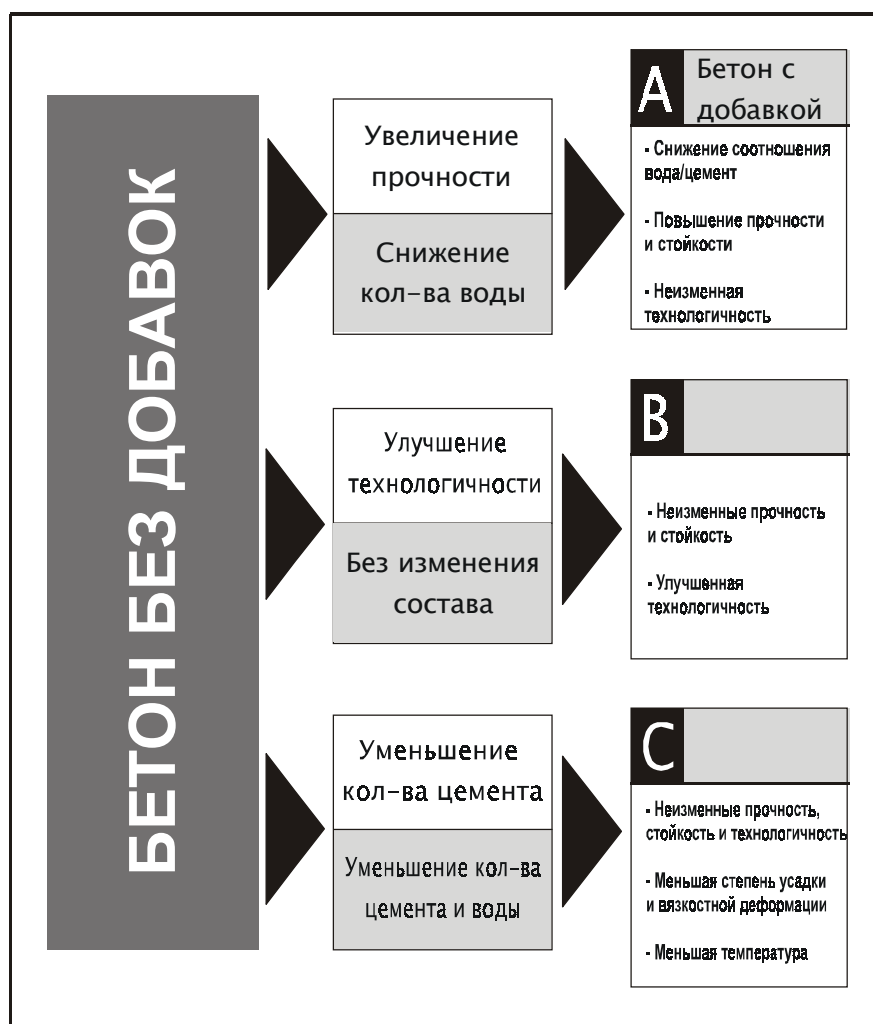 БЕТОН БЕЗ ДОБАВОК
Увеличение
прочности
Снижение
кол-ва воды
A
Бетон с
добавкой
- Снижение соотношения
вода/цемент
- Повышение прочности
и стойкости
- Неизменная
технологичность
Улучшение
технологичности
Без изменения
состава
B
- Неизменные прочность
и стойкость
- Улучшенная
технологичность
Уменьшение
кол-ва цемента
Уменьшение кол-ва
цемента и воды
C
- Неизменные прочность,
стойкость и технологичность
- Меньшая степень усадки
и вязкостной деформации
- Меньшая температура